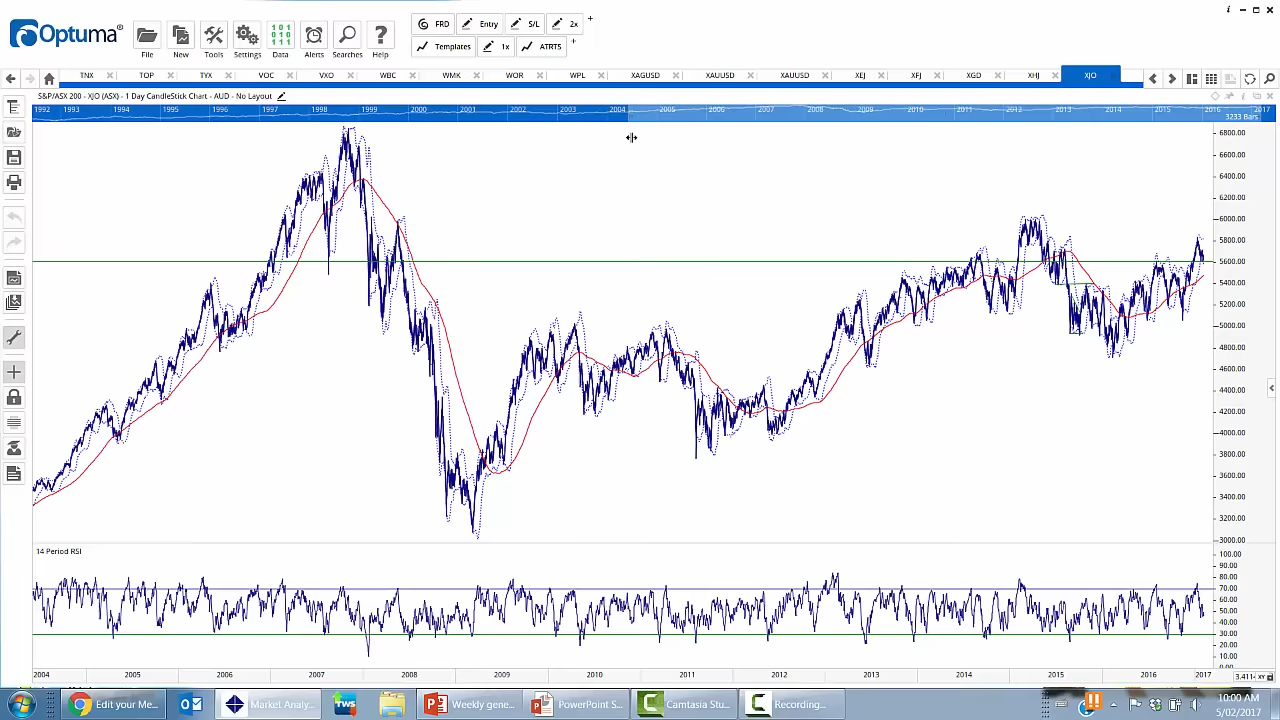 Optuma®
File
New
Tools
Settings
Data
Alerts
Searches
Help
FRD
Entry
S/L
2x
Templates
1x
ATRTS
TNX
TOP
TYX
VOC
VXO
WBC
WMK
WOR
WPL
XAGUSD
XAUUSD
XAUUSD
XEJ
XFJ
XGD
XHJ
XJO
S&P/ASX 200 - XJO (ASX) - 1 Day CandleStick Chart - AUD - No Layout
1992 1993 1994 1995 1996 1997 1998 1999 2000 2001 2002 2003 2004 2005 2006 2007 2008 2009 2010 2011 2012 2013 2014 2015 2016 2017
3233 Bars
6800.00
6600.00
6400.00
6200.00
6000.00
5800.00
5600.00
5400.00
5200.00
5000.00
4800.00
4600.00
4400.00
4200.00
4000.00
3800.00
3600.00
3400.00
3200.00
3000.00
14 Period RSI
100.00
90.00
80.00
70.00
60.00
50.00
40.00
30.00
20.00
10.00
0.00
2004 2005 2006 2007 2008 2009 2010 2011 2012 2013 2014 2015 2016 2017
3.411 XY
Edit your Me...
Market Analy...
TWS
Weekly gene...
PowerPoint S...
Camtasia Stu...
Recording...
10:00 AM
5/02/2017